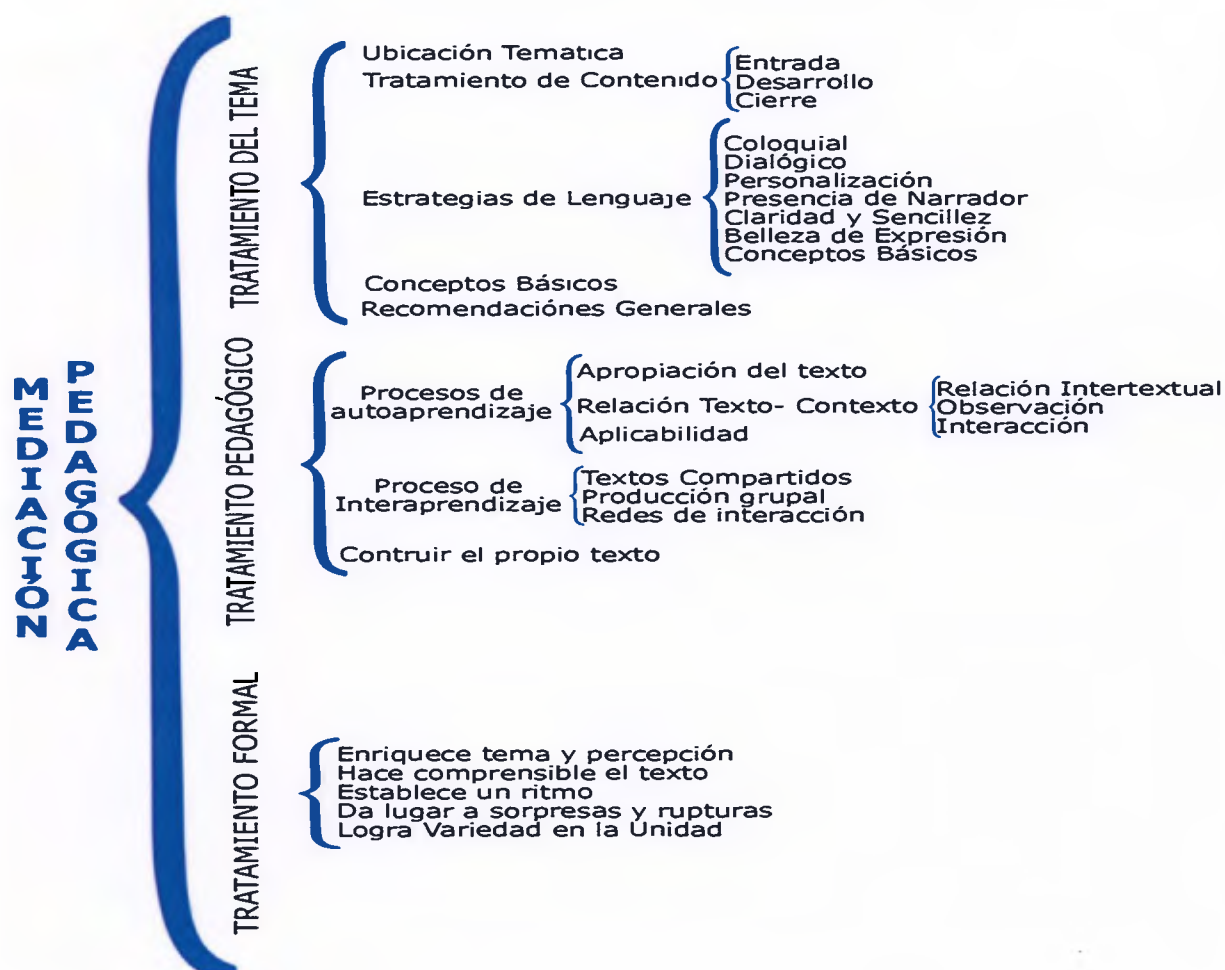 MEDIACION
PEDAGOGICA
TRATAMIENTO DEL TEMA
Ubicación Tematica
Tratamiento de Contenido
Entrada
Desarrollo
Cierre
Estrategias de Lenguaje
Coloquial
Dialógico
Personalización
Presencia de Narrador
Claridad y Sencillez
Belleza de Expresión
Conceptos Básicos
Conceptos Básicos
Recomendaciónes Generales
TRATAMIENTO PEDAGÓGICO
Procesos de
autoaprendizaje
Apropiación del texto
Relación Texto- Contexto
Relación Intertextual
Observación
Interacción
Aplicabilidad
Proceso de
Interaprendizaje
Textos Compartidos
Producción grupal
Redes de interacción
Contruir el propio texto
TRATAMIENTO FORMAL
Enriquece tema y percepción
Hace comprensible el texto
Establece un ritmo
Da lugar a sorpresas y rupturas
Logra Variedad en la Unidad